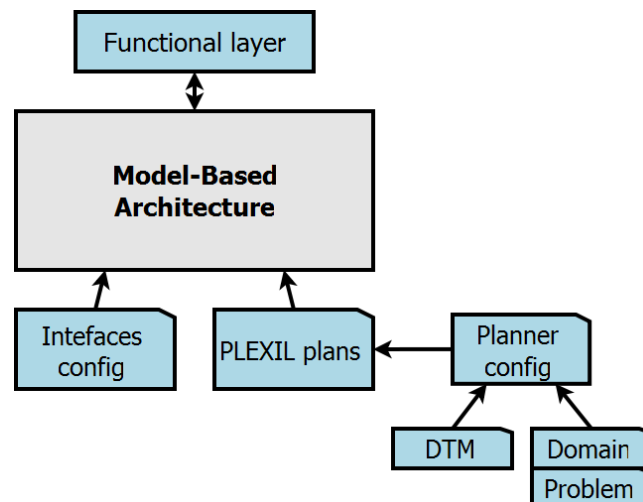 Functional layer
Model-Based
Architecture
Intefaces
config
PLEXIL plans
Planner
config
DTM
Domain
Problem